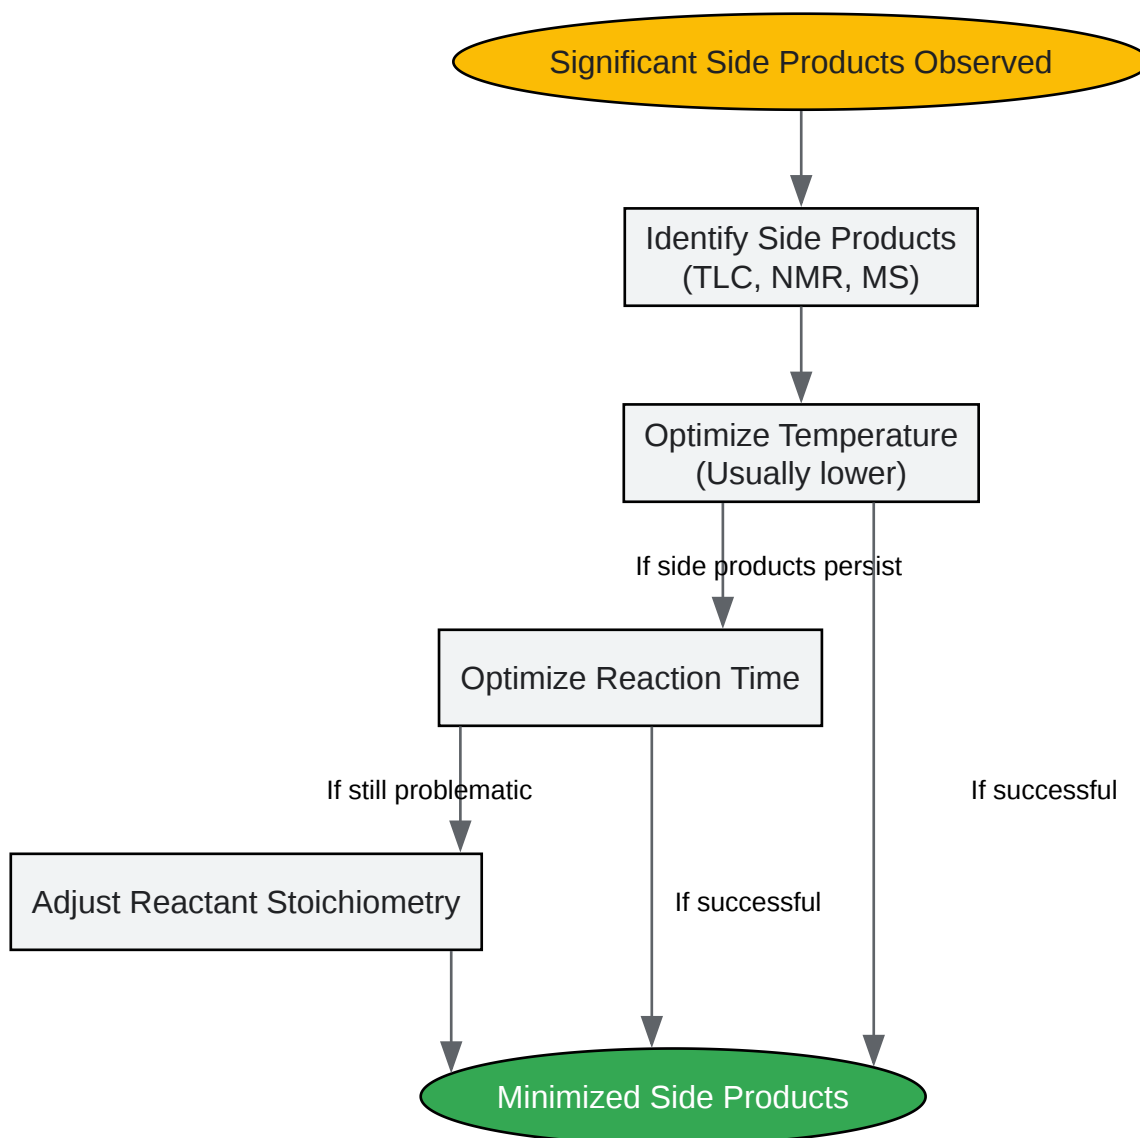 Significant Side Products Observed
Identify Side Products
(TLC, NMR, MS)
Optimize Temperature
(Usually lower)
If side products persist
Optimize Reaction Time
If still problematic
If successful
Adjust Reactant Stoichiometry
If successful
Minimized Side Products